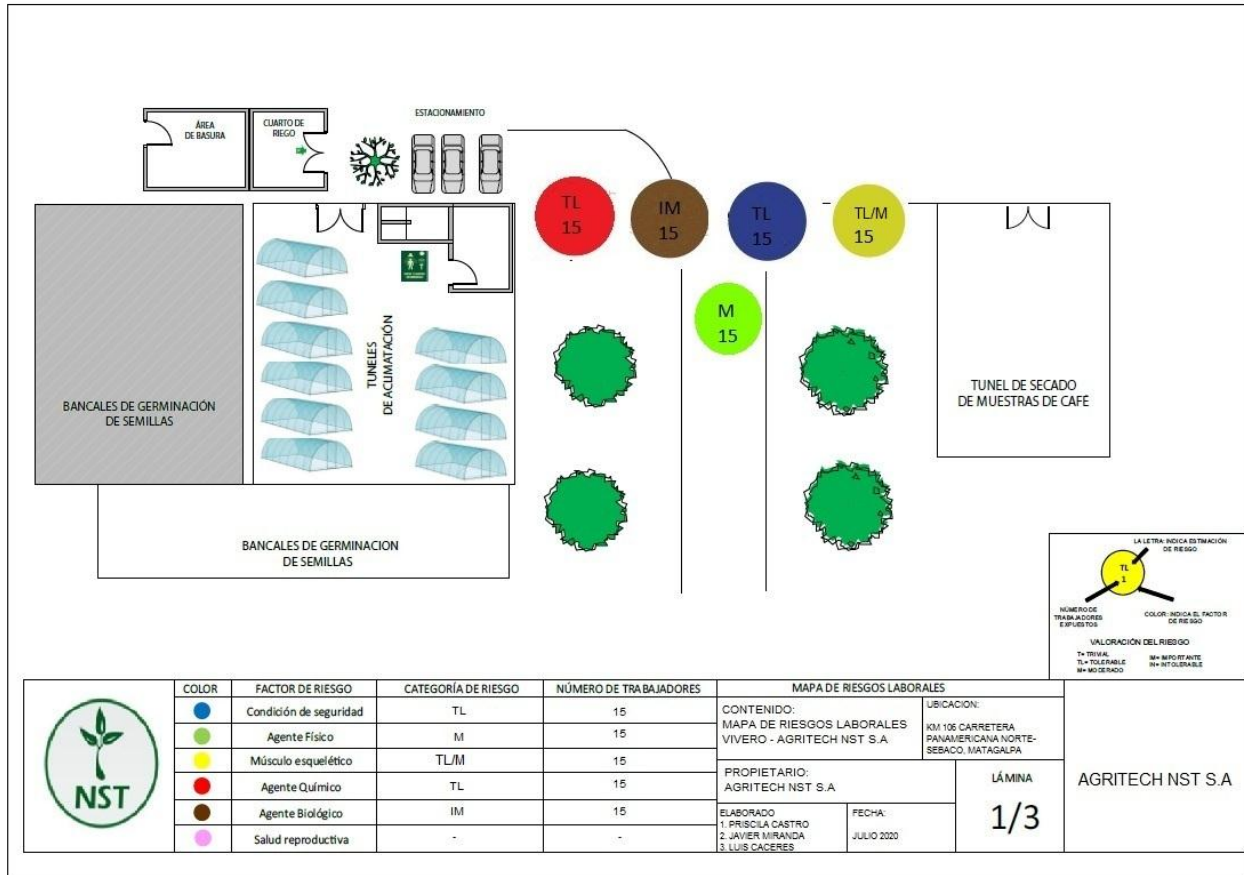 ESTACIONAMIENTO
ÁREA
DE BASURA
CUARTO DE
RIEGO
TL
15
IM
15
TL
15
TL/M
15
M
15
BANCALES DE GERMINACIÓN
DE SEMILLAS
TUNELES
DE ACLIMATACIÓN
TUNEL DE SECADO
DE MUESTRAS DE CAFÉ
BANCALES DE GERMINACION
DE SEMILLAS
LA LETRA: INDICA ESTIMACIÓN
DE RIESGO
TL
1
NÚMERO DE
TRABAJADORES
EXPUESTOS
COLOR: INDICA EL FACTOR
DE RIESGO
VALORACIÓN DEL RIESGO
T= TRIVIAL
TL= TOLERABLE
M= MODERADO
IM= IMPORTANTE
IN= INTOLERABLE
NST
COLOR FACTOR DE RIESGO CATEGORÍA DE RIESGO NÚMERO DE TRABAJADORES
Condición de seguridad TL 15
Agente Físico M 15
Músculo esquelético TL/M 15
Agente Químico TL 15
Agente Biológico IM 15
Salud reproductiva - -
MAPA DE RIESGOS LABORALES
CONTENIDO:
MAPA DE RIESGOS LABORALES
VIVERO - AGRITECH NST S.A
UBICACION:
KM 106 CARRETERA
PANAMERICANA NORTE-
SEBACO, MATAGALPA
PROPIETARIO:
AGRITECH NST S.A
ELABORADO
1. PRISCILA CASTRO
2. JAVIER MIRANDA
3. LUIS CACERES
FECHA:
JULIO 2020
LÁMINA
1/3
AGRITECH NST S.A